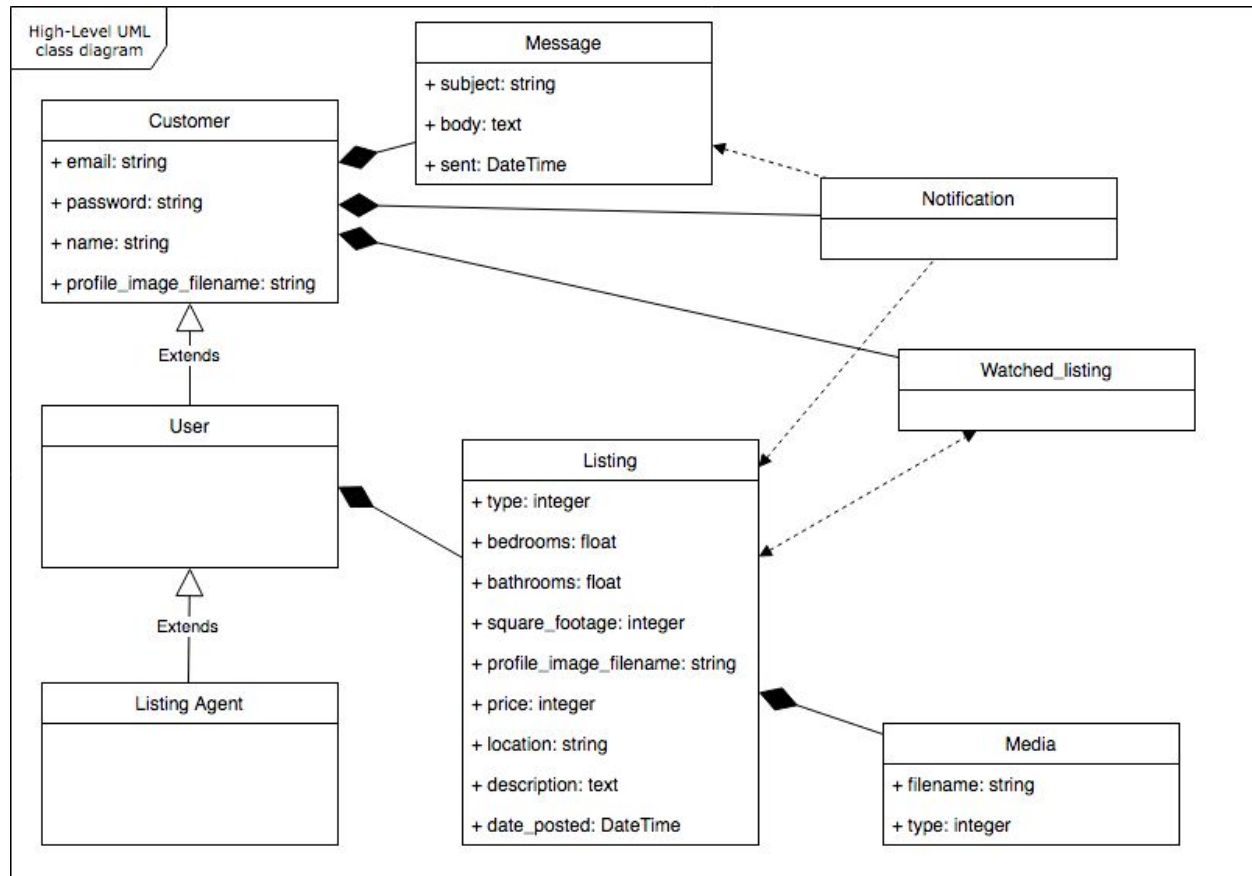 High-Level UML
class diagram
Message
+ subject: string
+ body: text
+ sent: DateTime
Customer
+ email: string
+ password: string
+ name: string
+ profile_image_filename: string
Notification
Extends
Watched_listing
User
Listing
+ type: integer
+ bedrooms: float
+ bathrooms: float
+ square_footage: integer
+ profile_image_filename: string
+ price: integer
+ location: string
+ description: text
+ date_posted: DateTime
Extends
Listing Agent
Media
+ filename: string
+ type: integer